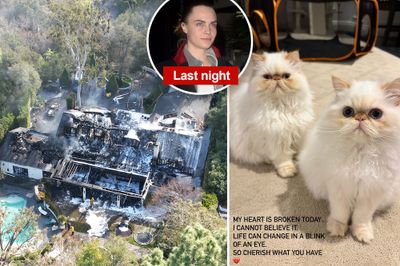 Last night
MY HEART IS BROKEN TODAY.
I CANNOT BELIEVE IT.
LIFE CAN CHANGE IN A BLINK
OF AN EYE.
SO CHERISH WHAT YOU HAVE